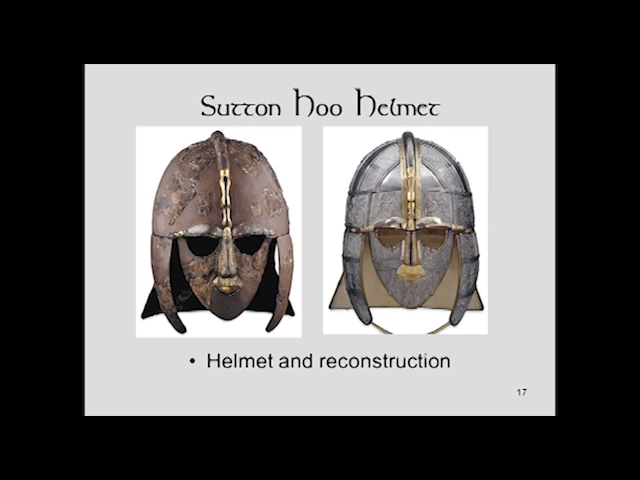 Sutton Hoo Helmet
• Helmet and reconstruction
17